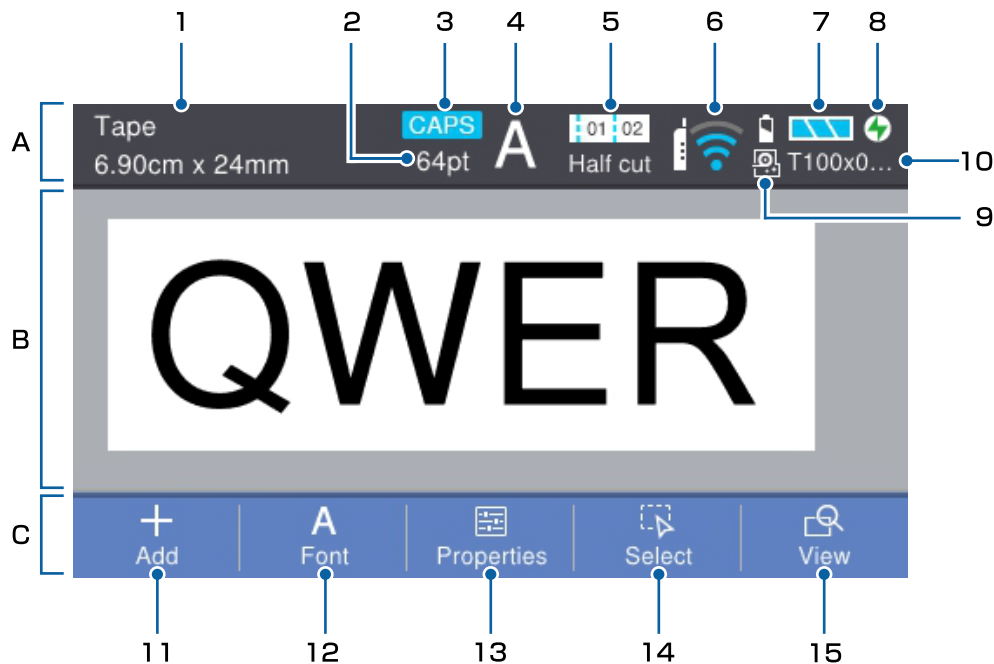 1 2 3 4 5 6 7 8
A
Tape CAPS A 01 02
6.90cm x 24mm 64pt Half cut T100x0... 10
9
B
QWER
C
A
Add Font Properties Select View
11 12 13 14 15